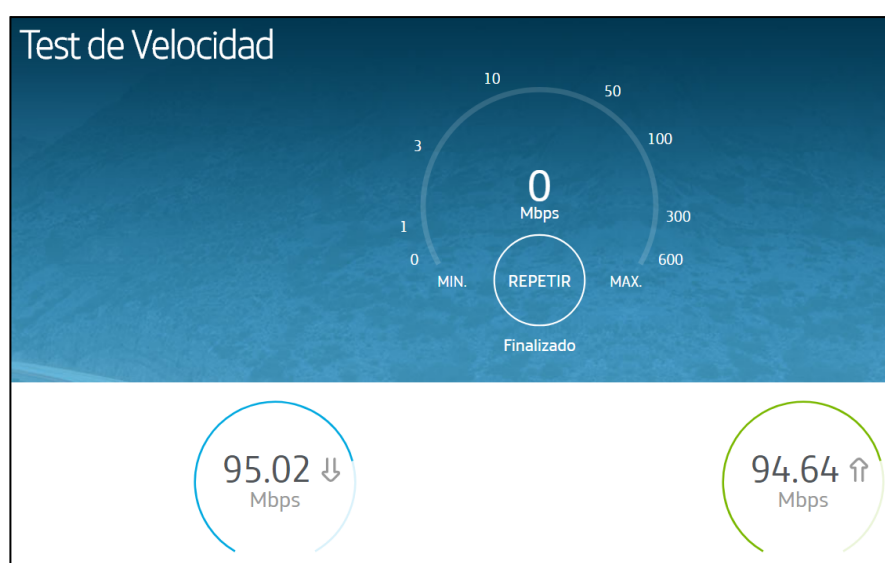 Test de Velocidad
10
50
3
100
0
Mbps
1
300
0
600
MIN.
REPETIR
MAX.
Finalizado
95.02
Mbps
94.64
Mbps